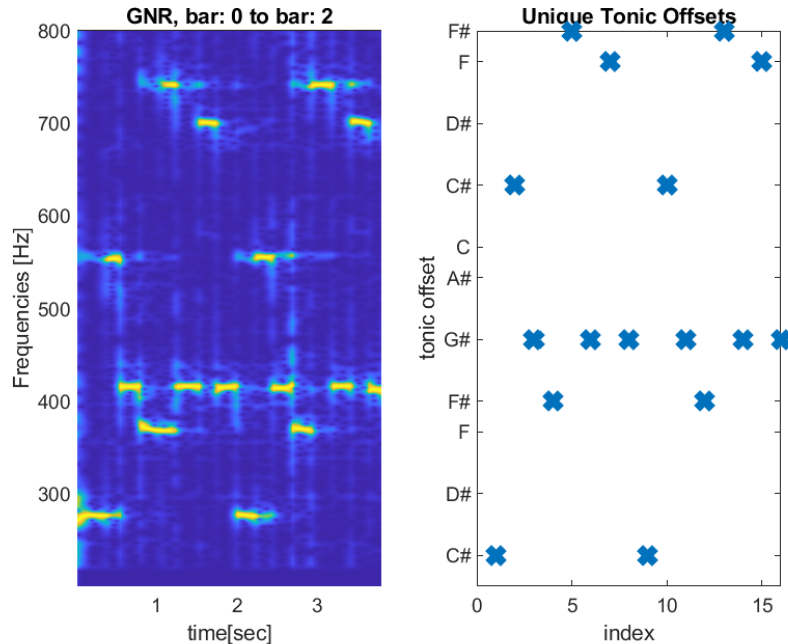 GNR, bar: 0 to bar: 2
800
700
600
500
400
300
Frequencies [Hz]
1
2
3
time[sec]
Unique Tonic Offsets
F#
F
D#
C#
C
A#
G#
F#
F
D#
C#
tonic offset
0
5
10
15
index